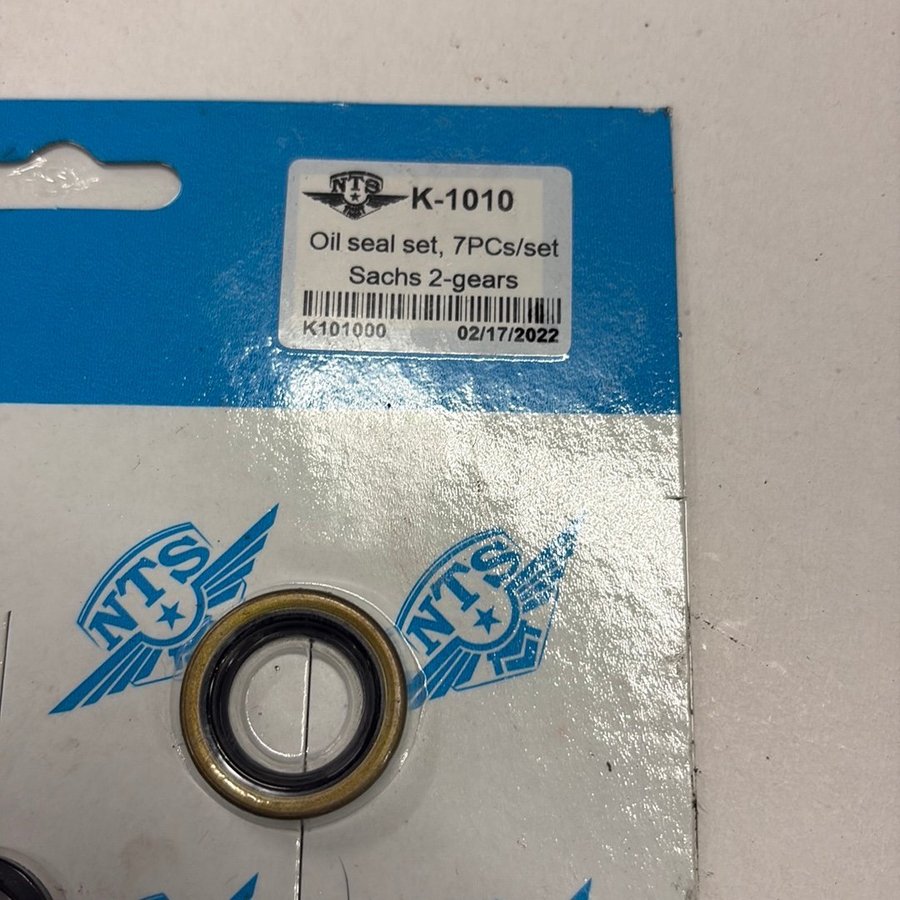 NTS K-1010
Oil seal set, 7PCs/set
Sachs 2-gears
K101000 02/17/2022
NTS
NTS